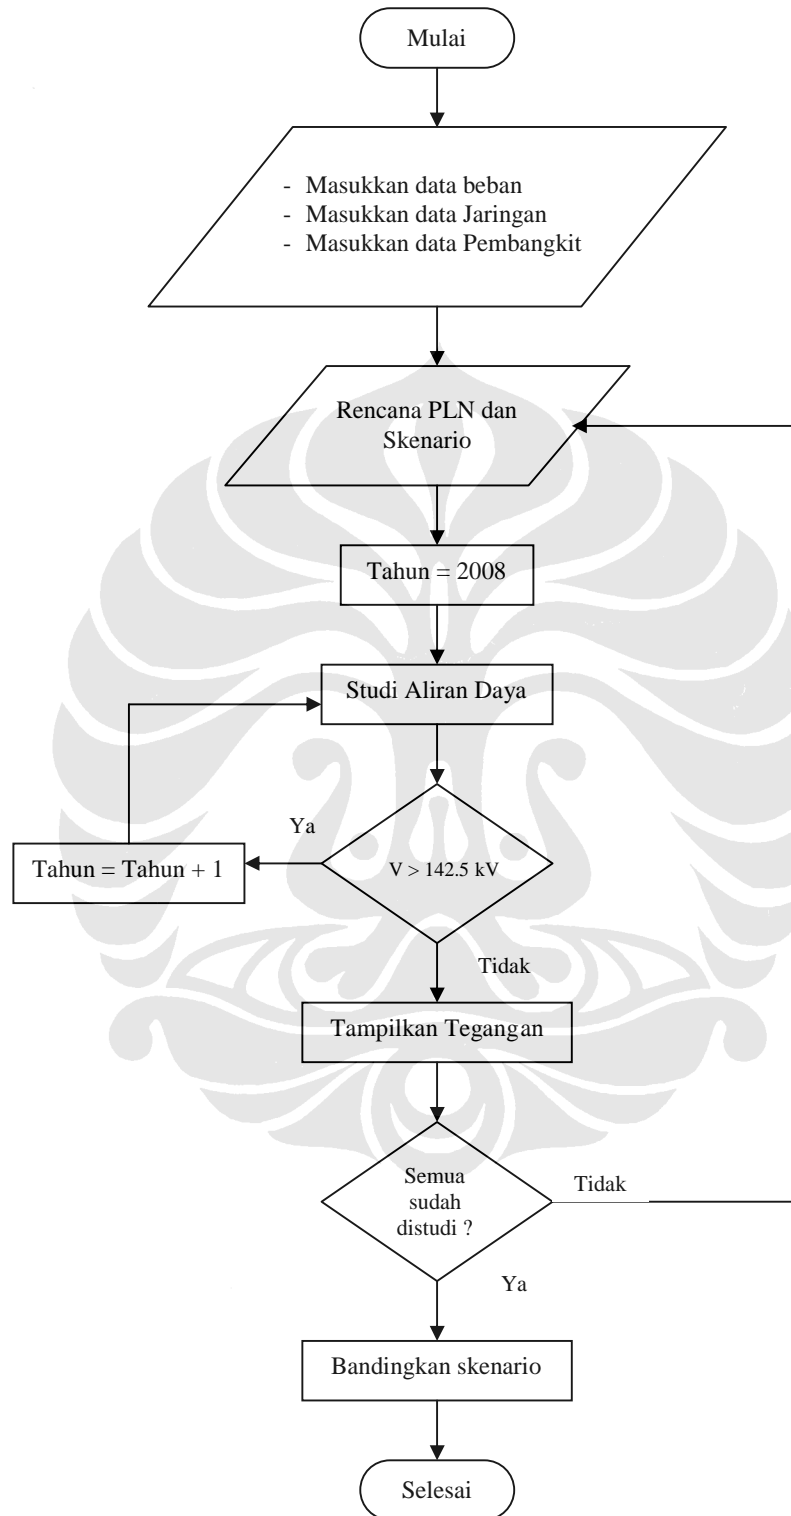 Mulai
- Masukkan data beban
- Masukkan data Jaringan
- Masukkan data Pembangkit
Rencana PLN dan
Skenario
Tahun = 2008
Studi Aliran Daya
Ya
Tahun = Tahun + 1
V > 142.5 kV
Tidak
Tampilkan Tegangan
Semua
sudah
distudi ?
Tidak
Ya
Bandingkan skenario
Selesai